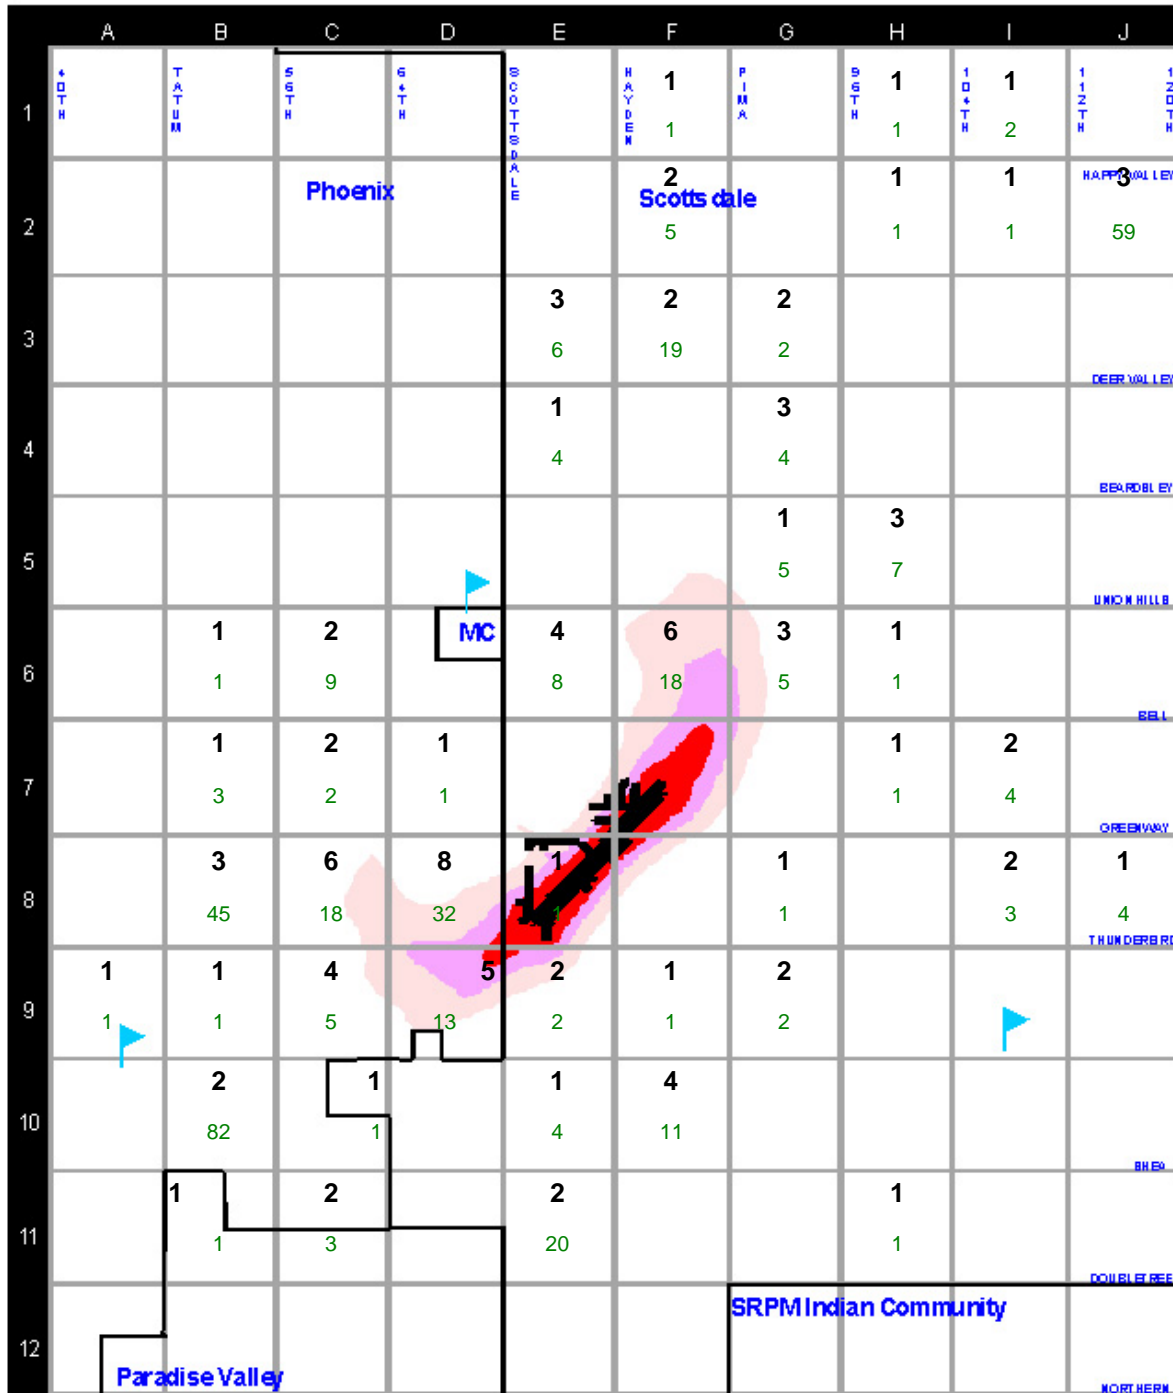 A B C D E F G H I J
40TH TATUM 56TH 64TH SCOTTSDALE HAYDEN PIMA 96TH 104TH 112TH 120TH
1 1 1 1
1 1 2
Phoenix Scottsdale HAPPY VALLEY
2 2 1 1 3
5 1 1 59
3 3 2 2
6 19 2
DEER VALLEY
4 1 3
4 4
BEARDSLEY
5 1 3
5 7
UNION HILLS
6 1 2 MC 4 6 3 1
1 9 8 18 5 1
BELL
7 1 2 1 1 2
3 2 1 1 4
GREENWAY
8 3 6 8 1 1 2 1
45 18 32 1 1 3 4
THUNDERBIRD
9 1 1 4 5 2 1 2
1 1 5 13 2 1 2
10 2 1 1 4
82 1 4 11
SHEA
11 1 2 2 1
1 3 20 1
DOUBLETREE
SRPM Indian Community
12
Paradise Valley
NORTHERN